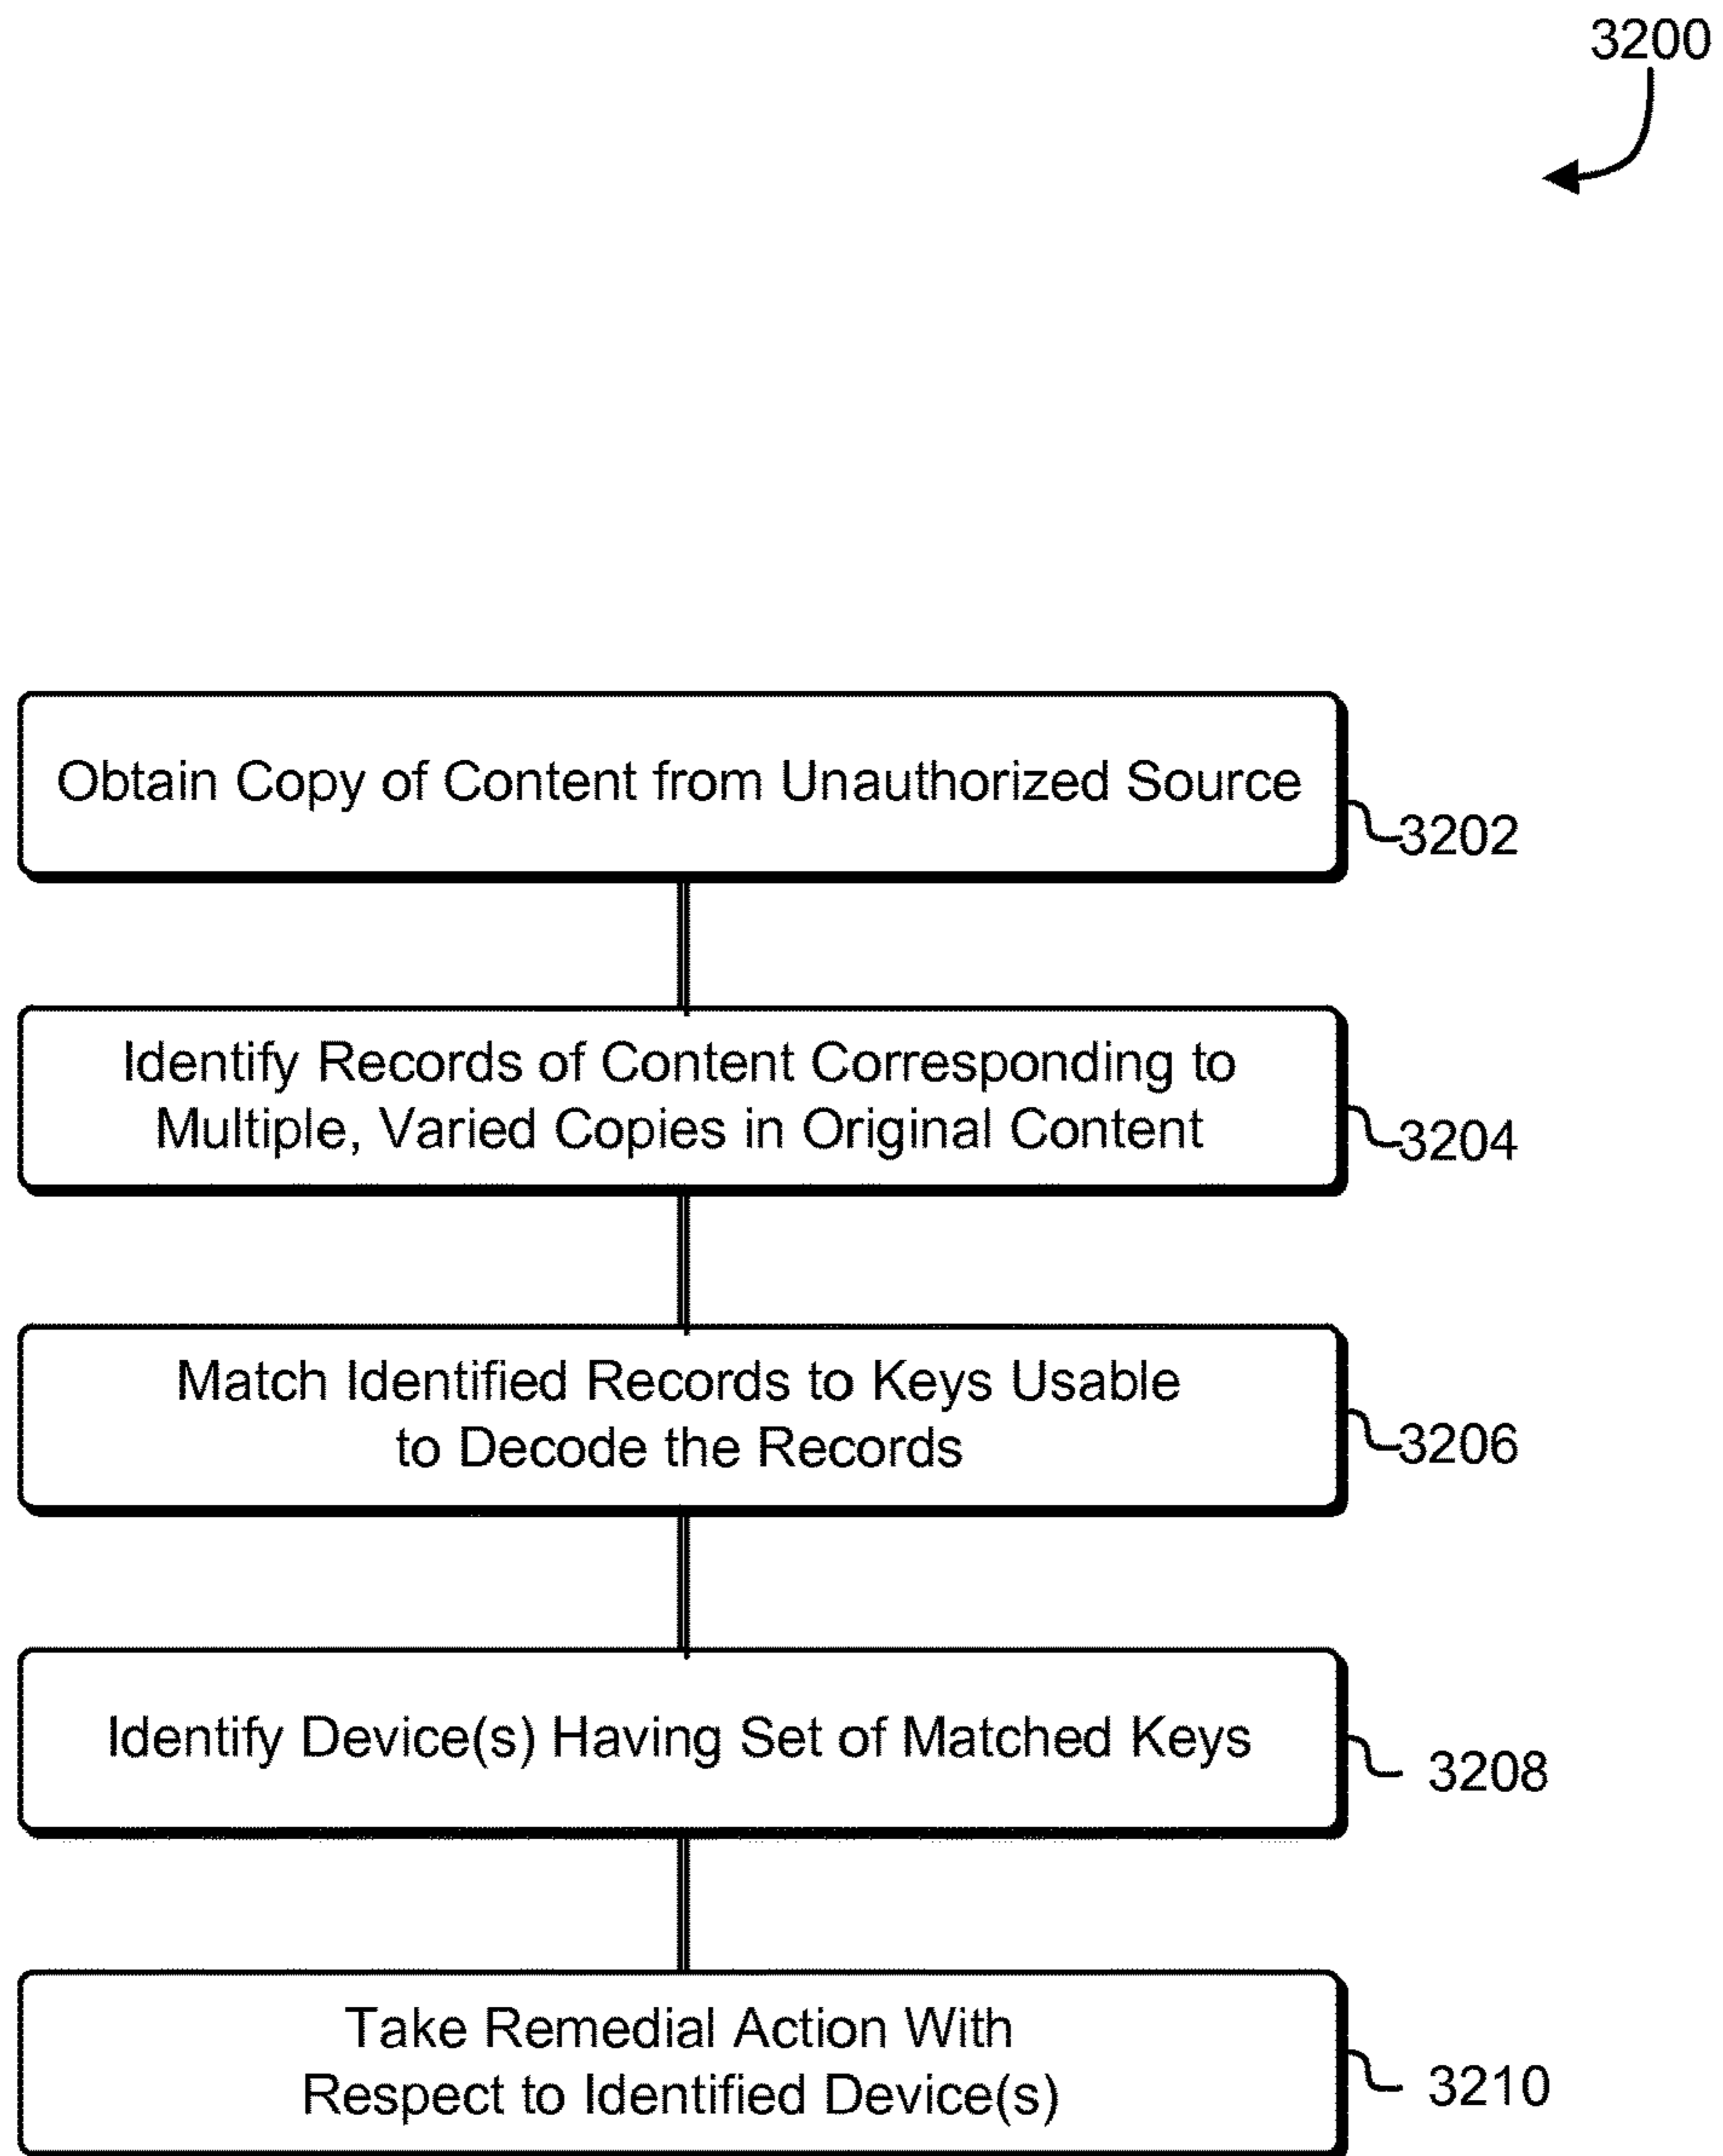 3200
Obtain Copy of Content from Unauthorized Source
3202
Identify Records of Content Corresponding to
Multiple, Varied Copies in Original Content
3204
Match Identified Records to Keys Usable
to Decode the Records
3206
Identify Device(s) Having Set of Matched Keys
3208
Take Remedial Action With
Respect to Identified Device(s)
3210